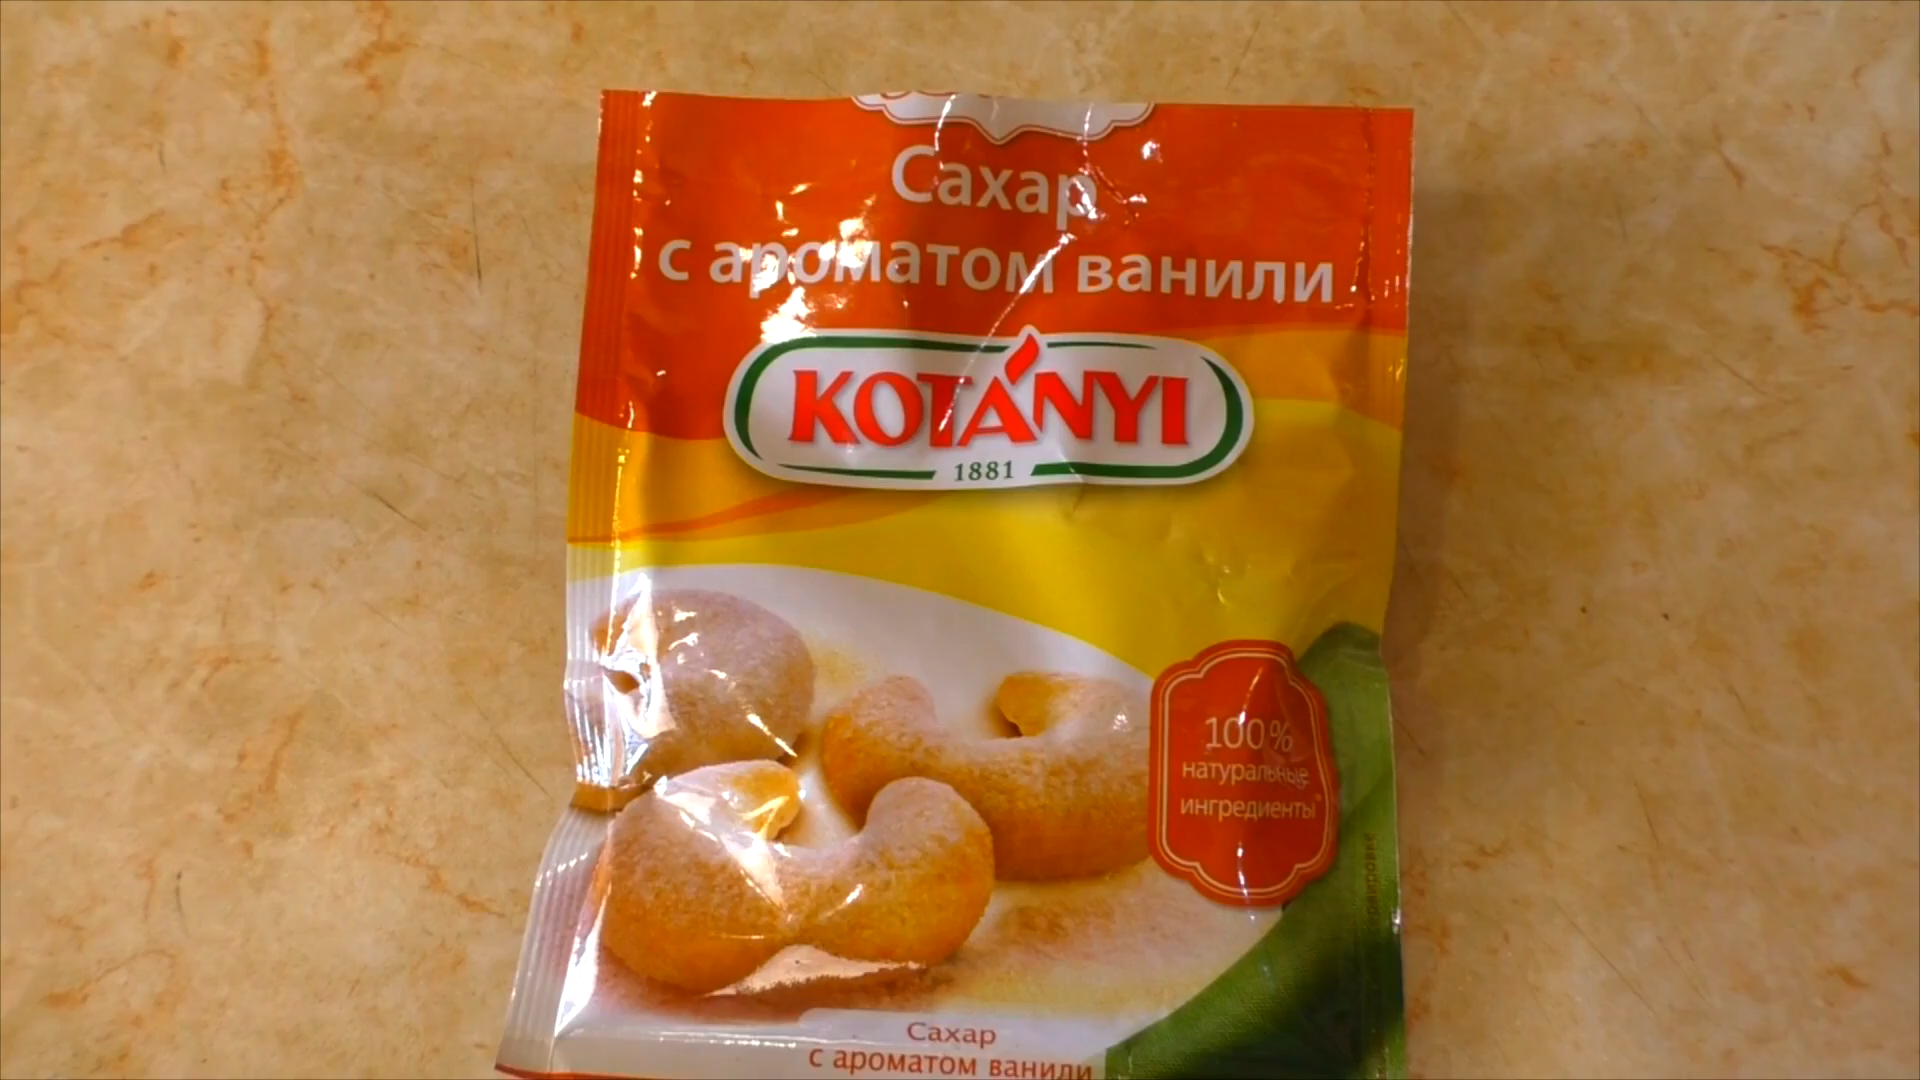 Сахар
с ароматом ванили
KOTÁNYI
1881
100%
натуральные
ингредиенты*
Сахар
с ароматом ванили